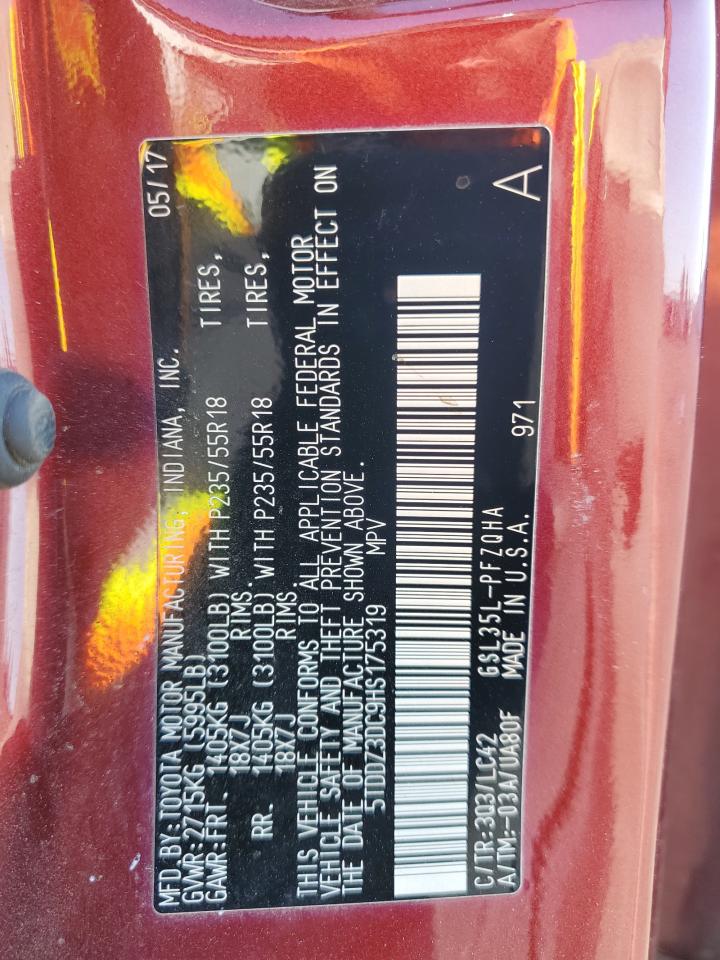 MFD BY:TOYOTA MOTOR MANUFACTURING, INDIANA, INC. 05/17
GVWR:2715KG (5995LB)
GAWR:FRT. 1405KG (3100LB) WITH P235/55R18 TIRES,
18X7J RIMS.
RR. 1405KG (3100LB) WITH P235/55R18 TIRES,
18X7J RIMS.
THIS VEHICLE CONFORMS TO ALL APPLICABLE FEDERAL MOTOR
VEHICLE SAFETY AND THEFT PREVENTION STANDARDS IN EFFECT ON
THE DATE OF MANUFACTURE SHOWN ABOVE.
5TDDZ3DC9HS175319 MPV
C/TR:3Q3/LC42 GSL35L-PFZQHA
A/TM:-03A/UA80F MADE IN U.S.A. 971
A